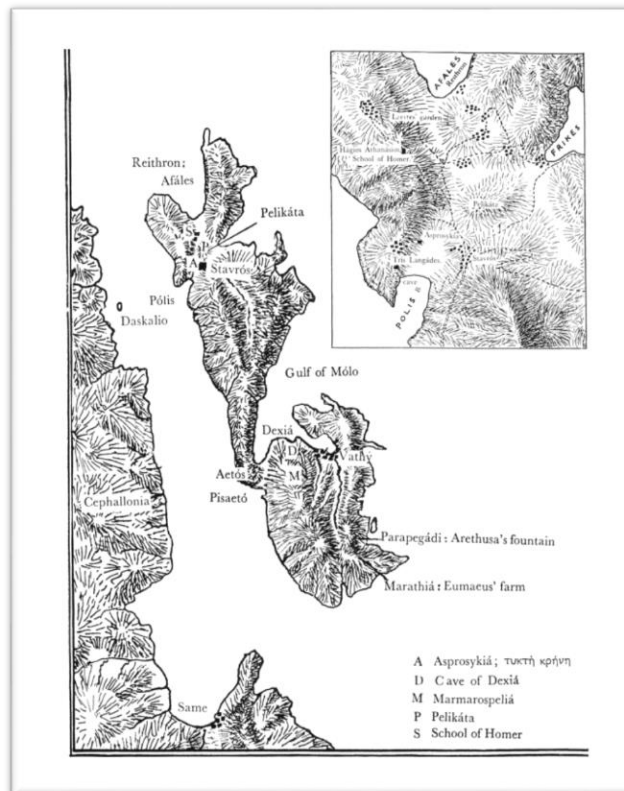 Reithron;
Afáles
Pelikáta
S
P
A
Stavrós
Pólis
Daskalio
Gulf of Mólo
Dexiá
D
Vathý
Aetós
M
Pisaetó
Cephallonia
Parapegádi : Arethusa's fountain
Marathiá : Eumaeus' farm
Same
A Asprosykiá; τυκτὴ κρήνη
D Cave of Dexiá
M Marmarospeliá
P Pelikáta
S School of Homer
AFALES
Reithron
garden
FRIKES
Hagios Athanasios
School of Homer
Asprosykiá
Tris Langádes
cave
POLIS B